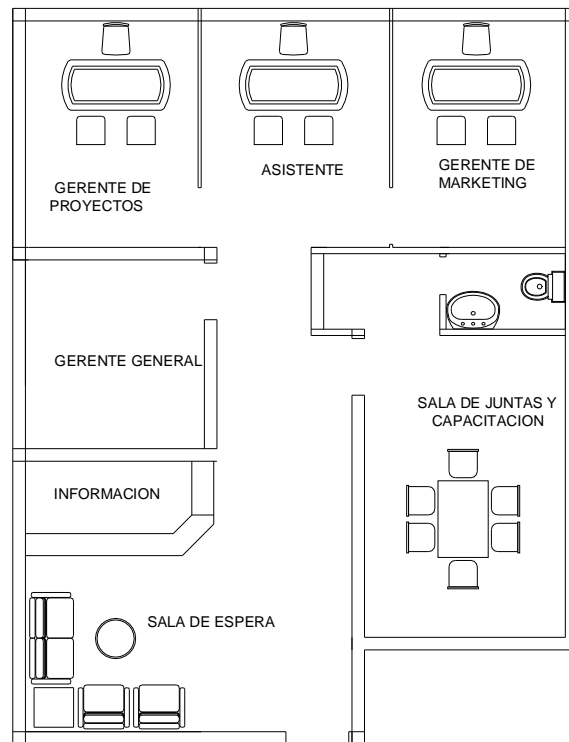 ASISTENTE
GERENTE DE
MARKETING
GERENTE DE
PROYECTOS
GERENTE GENERAL
SALA DE JUNTAS Y
CAPACITACION
INFORMACION
SALA DE ESPERA